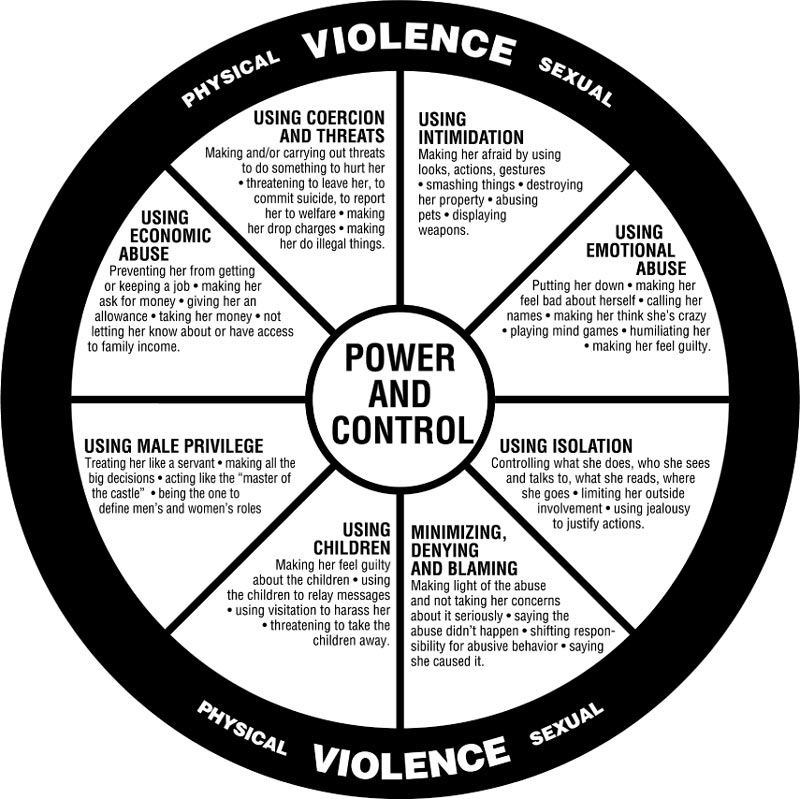 PHYSICAL VIOLENCE SEXUAL
USING COERCION
AND THREATS
Making and/or carrying out threats
to do something to hurt her
• threatening to leave her, to
commit suicide, to report
her to welfare • making
her drop charges • making
her do illegal things.
USING
INTIMIDATION
Making her afraid by using
looks, actions, gestures
• smashing things • destroying
her property • abusing
pets • displaying
weapons.
USING
ECONOMIC
ABUSE
Preventing her from getting
or keeping a job • making her
ask for money • giving her an
allowance • taking her money • not
letting her know about or have access
to family income.
USING
EMOTIONAL
ABUSE
Putting her down • making her
feel bad about herself • calling her
names • making her think she's crazy
• playing mind games • humiliating her
• making her feel guilty.
POWER
AND
CONTROL
USING MALE PRIVILEGE
Treating her like a servant • making all the
big decisions • acting like the “master of
the castle” • being the one to
define men's and women's roles
USING ISOLATION
Controlling what she does, who she sees
and talks to, what she reads, where
she goes • limiting her outside
involvement • using jealousy
to justify actions.
USING
CHILDREN
Making her feel guilty
about the children • using
the children to relay messages
• using visitation to harass her
• threatening to take the
children away.
MINIMIZING,
DENYING
AND BLAMING
Making light of the abuse
and not taking her concerns
about it seriously • saying the
abuse didn't happen • shifting respon-
sibility for abusive behavior • saying
she caused it.
PHYSICAL VIOLENCE SEXUAL